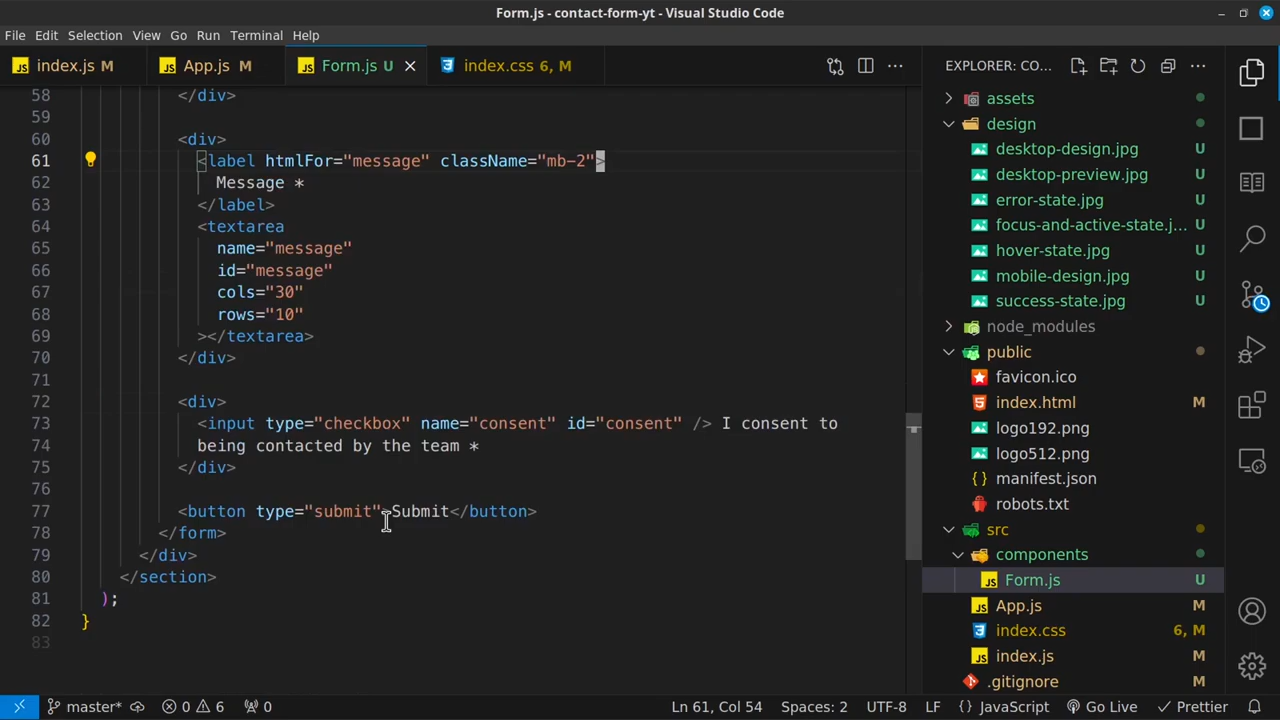 Form.js - contact-form-yt - Visual Studio Code
File Edit Selection View Go Run Terminal Help
index.js M
App.js M
Form.js U
index.css 6, M
EXPLORER: CO...
58 </div>
59
60 <div>
61 <label htmlFor="message" className="mb-2">
62 Message *
63 </label>
64 <textarea
65 name="message"
66 id="message"
67 cols="30"
68 rows="10"
69 ></textarea>
70 </div>
71
72 <div>
73 <input type="checkbox" name="consent" id="consent" /> I consent to
74 being contacted by the team *
75 </div>
76
77 <button type="submit">Submit</button>
78 </form>
79 </div>
80 </section>
81 );
82 }
83
assets
design
desktop-design.jpg U
desktop-preview.jpg U
error-state.jpg U
focus-and-active-state.j... U
hover-state.jpg U
mobile-design.jpg U
success-state.jpg U
node_modules
public
favicon.ico
index.html M
logo192.png
logo512.png
manifest.json
robots.txt
src
components
Form.js U
App.js M
index.css 6, M
index.js M
.gitignore
master* 0 6 0 Ln 61, Col 54 Spaces: 2 UTF-8 LF {} JavaScript Go Live Prettier